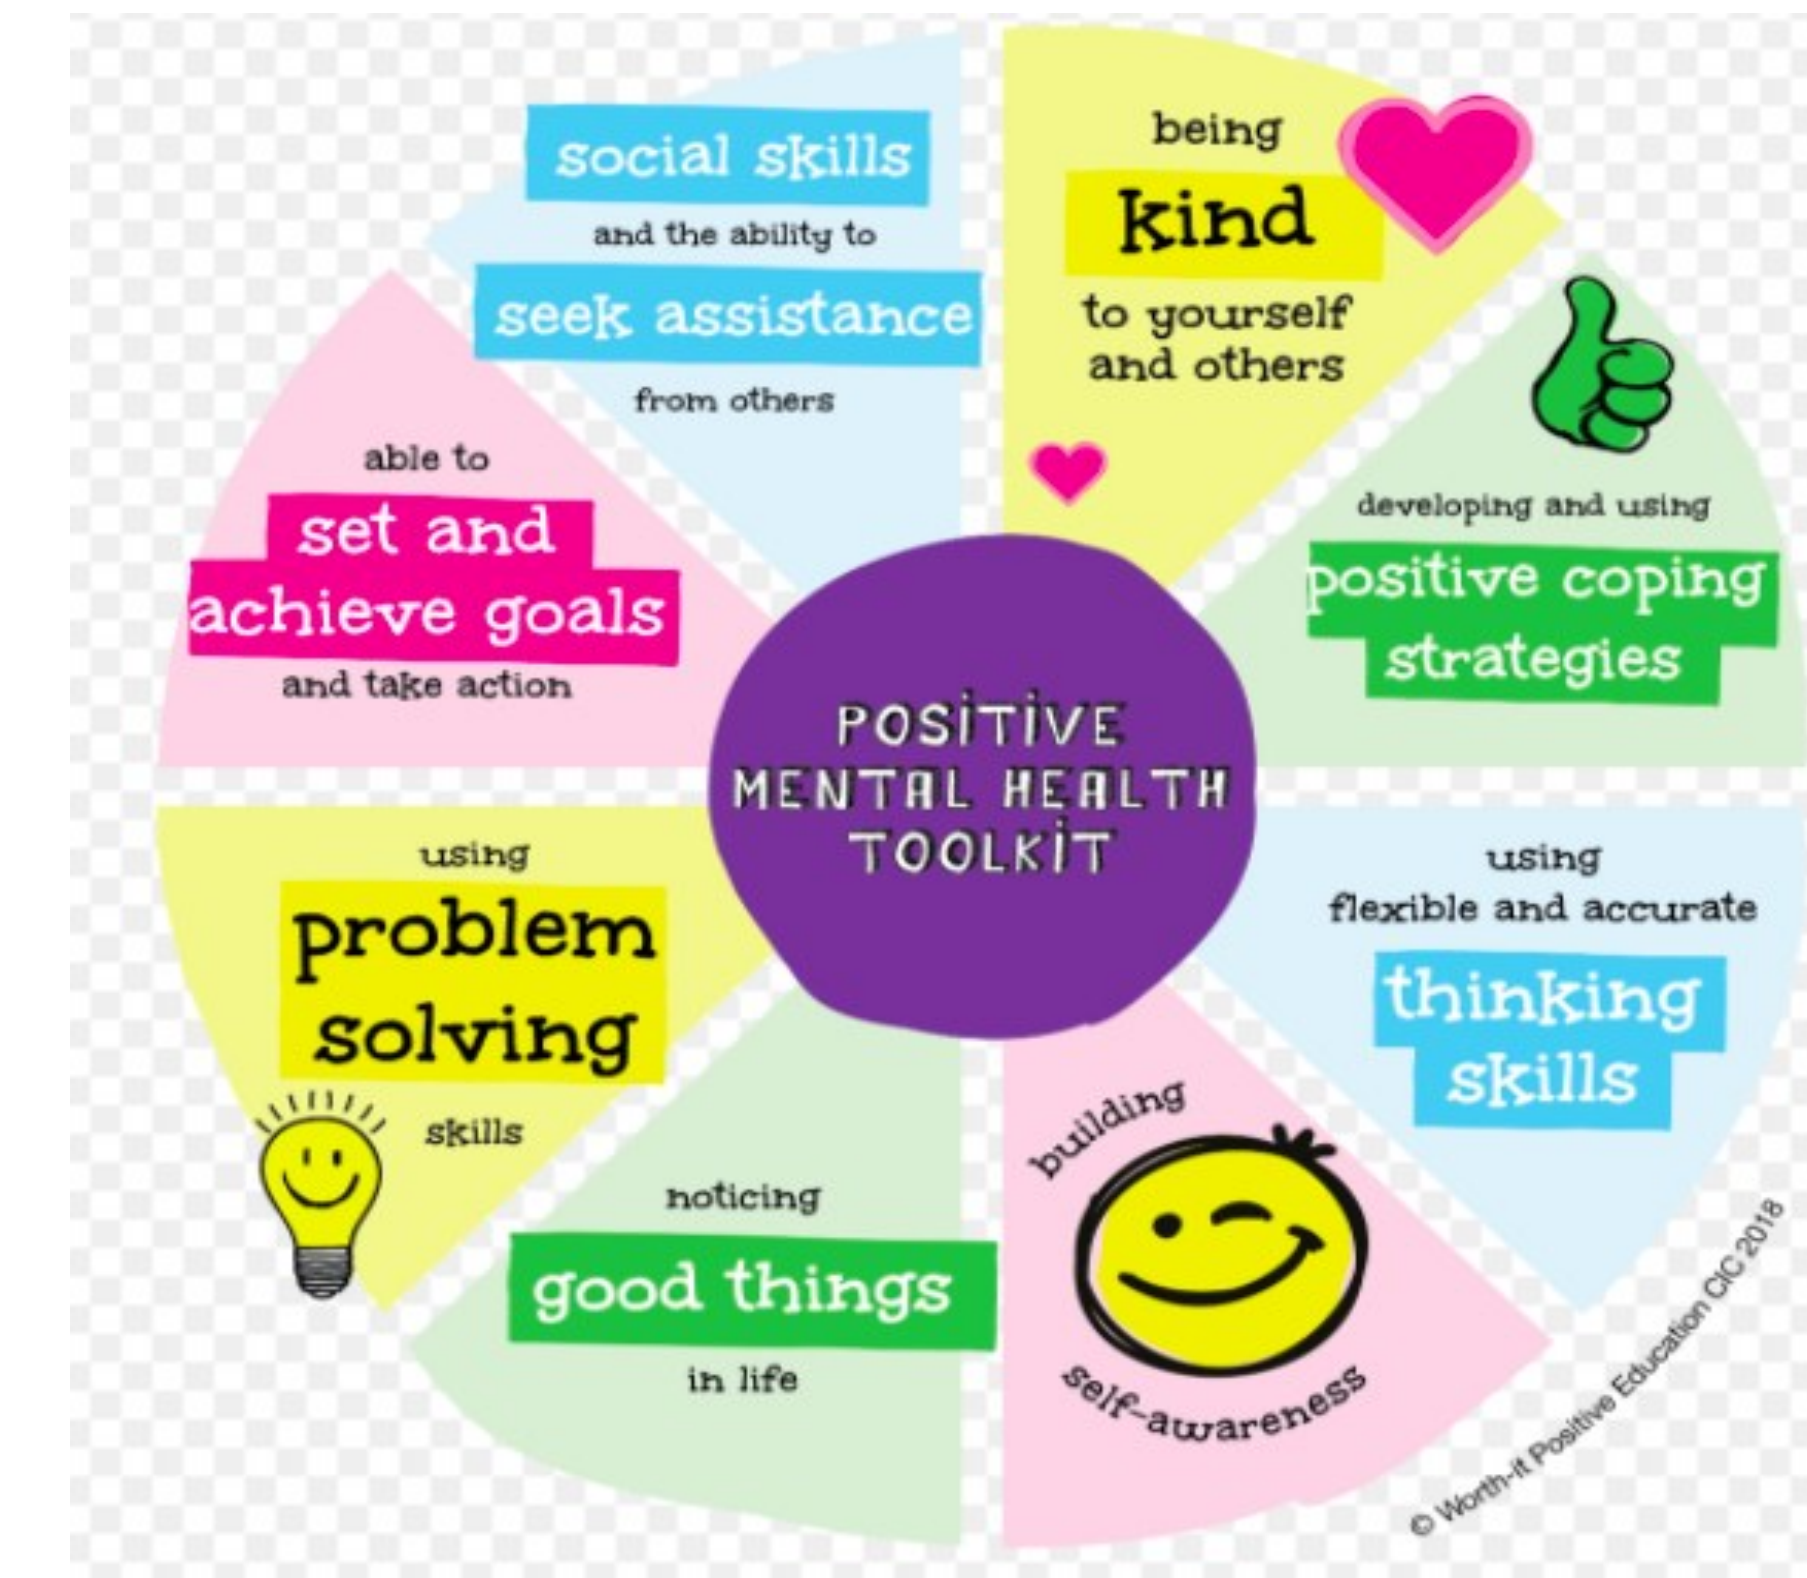 social skills
and the ability to
seek assistance
from others
being
kind
to yourself
and others
developing and using
positive coping
strategies
using
flexible and accurate
thinking
skills
building
self-awareness
noticing
good things
in life
using
problem
solving
skills
able to
set and
achieve goals
and take action
POSITIVE
MENTAL HEALTH
TOOLKIT
© Worth-it Positive Education CIC 2018